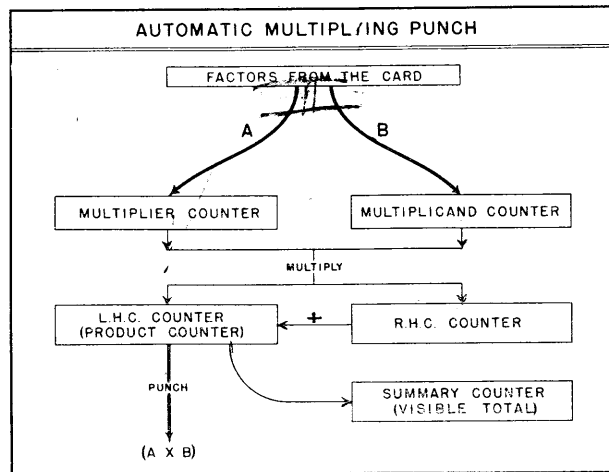 AUTOMATIC MULTIPLYING PUNCH
FACTORS FROM THE CARD
A B
MULTIPLIER COUNTER MULTIPLICAND COUNTER
MULTIPLY
L.H.C. COUNTER
(PRODUCT COUNTER)
+
R.H.C. COUNTER
PUNCH
SUMMARY COUNTER
(VISIBLE TOTAL)
(A X B)